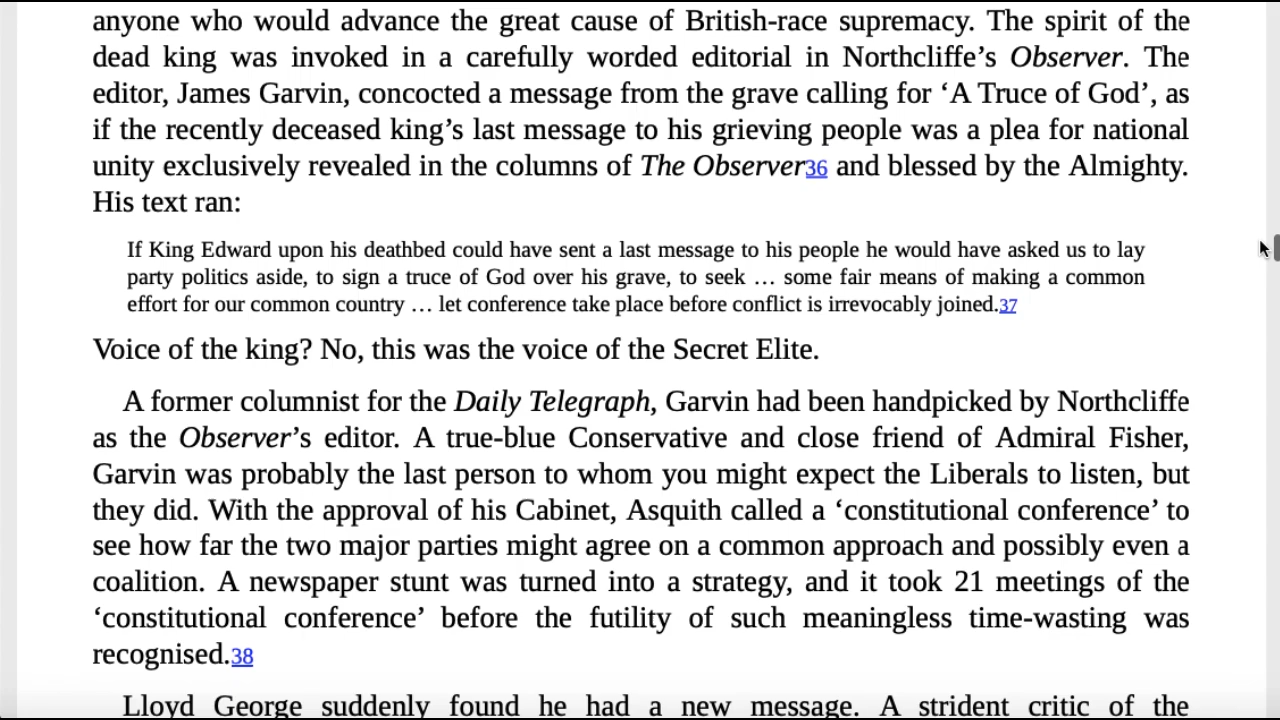 anyone who would advance the great cause of British-race supremacy. The spirit of the
dead king was invoked in a carefully worded editorial in Northcliffe’s Observer. The
editor, James Garvin, concocted a message from the grave calling for ‘A Truce of God’, as
if the recently deceased king’s last message to his grieving people was a plea for national
unity exclusively revealed in the columns of The Observer36 and blessed by the Almighty.
His text ran:
If King Edward upon his deathbed could have sent a last message to his people he would have asked us to lay
party politics aside, to sign a truce of God over his grave, to seek … some fair means of making a common
effort for our common country … let conference take place before conflict is irrevocably joined.37
Voice of the king? No, this was the voice of the Secret Elite.
A former columnist for the Daily Telegraph, Garvin had been handpicked by Northcliffe
as the Observer’s editor. A true-blue Conservative and close friend of Admiral Fisher,
Garvin was probably the last person to whom you might expect the Liberals to listen, but
they did. With the approval of his Cabinet, Asquith called a ‘constitutional conference’ to
see how far the two major parties might agree on a common approach and possibly even a
coalition. A newspaper stunt was turned into a strategy, and it took 21 meetings of the
‘constitutional conference’ before the futility of such meaningless time-wasting was
recognised.38
Lloyd George suddenly found he had a new message. A strident critic of the